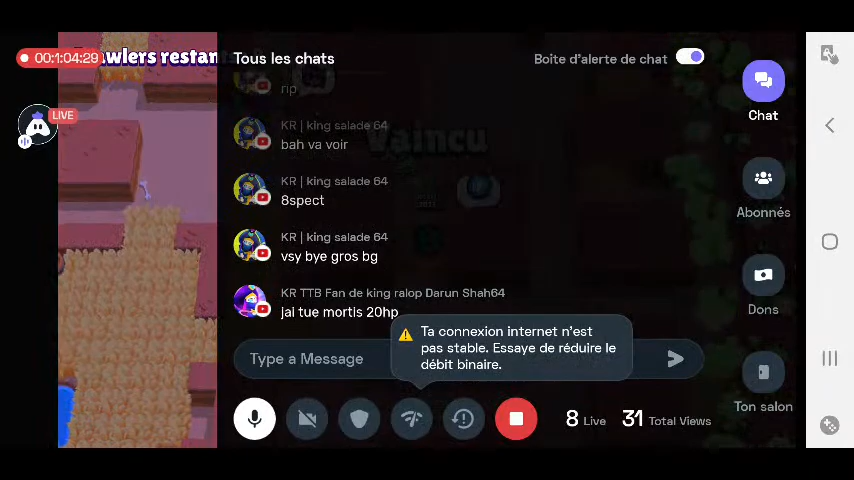 00:1:04:29
awlers restan
Tous les chats
Boite d'alerte de chat
LIVE
rip
KR | king salade 64
bah va voir
Vaincu
KR | king salade 64
8spect
KR | king salade 64
vsy bye gros bg
KR TTB Fan de king ralop Darun Shah64
jai tue mortis 20hp
Ta connexion internet n'est
pas stable. Essaye de réduire le
débit binaire.
Type a Message
8 Live
31 Total Views
Chat
Abonnés
Dons
Ton salon